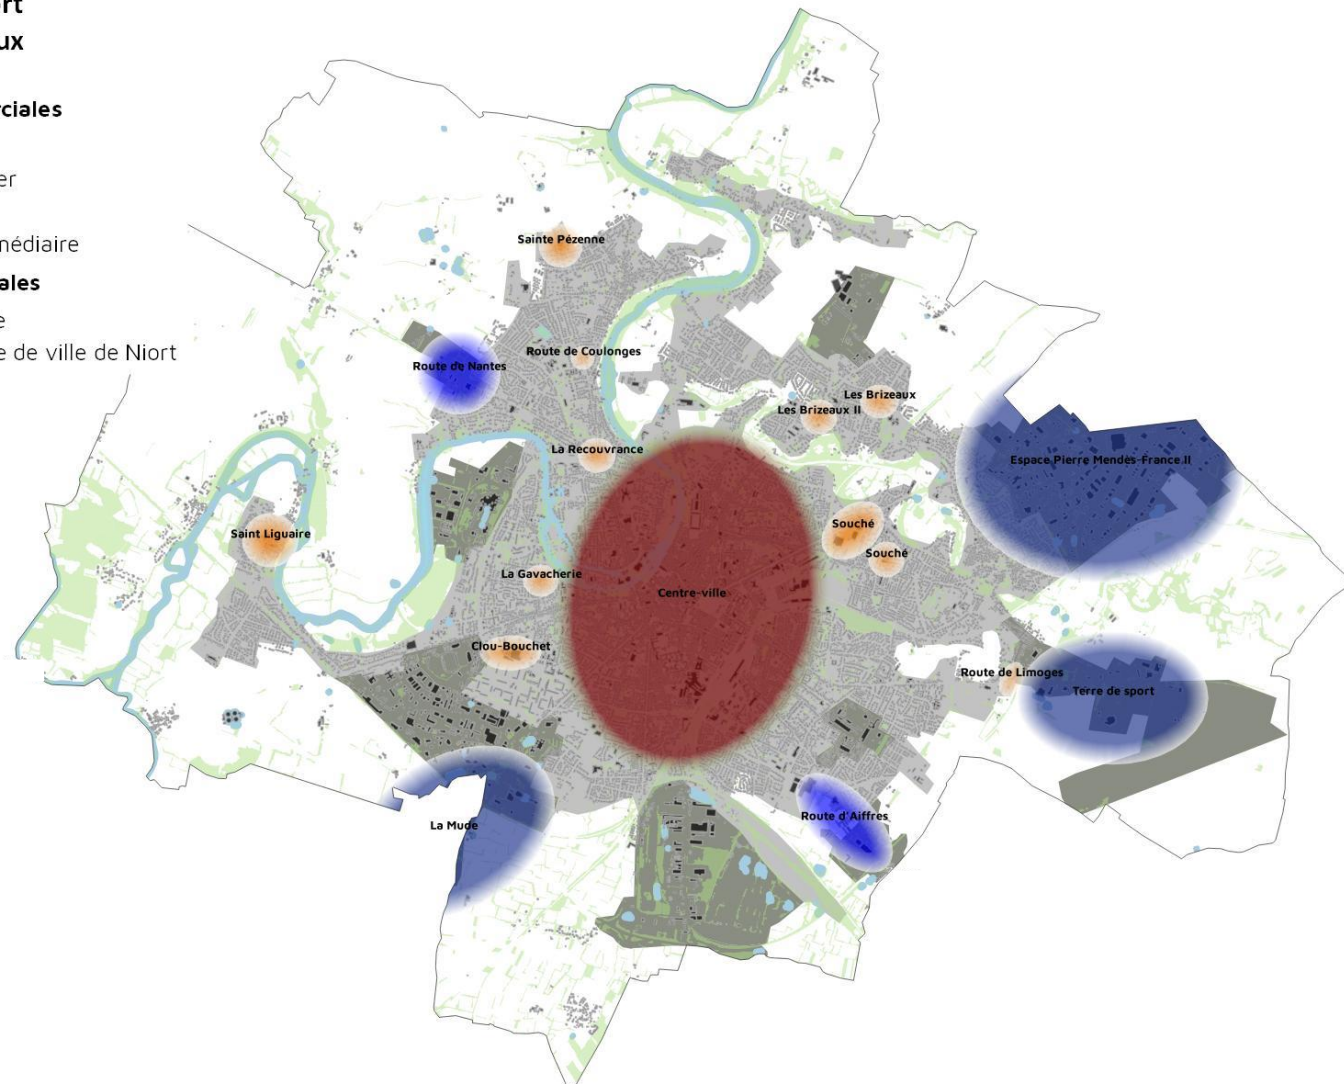 rt
ux
rciales
er
médiaire
ales
e
e de ville de Niort
Sainte Pézenne
Route de Coulonges
Route de Nantes
Les Brizeaux
Les Brizeaux II
La Recouvrance
Espace Pierre Mendès-France II
Souché
Saint Liguaire
Souché
La Gavacherie
Centre-ville
Clou-Bouchet
Route de Limoges
Terre de sport
Route d'Aiffres
La Mude